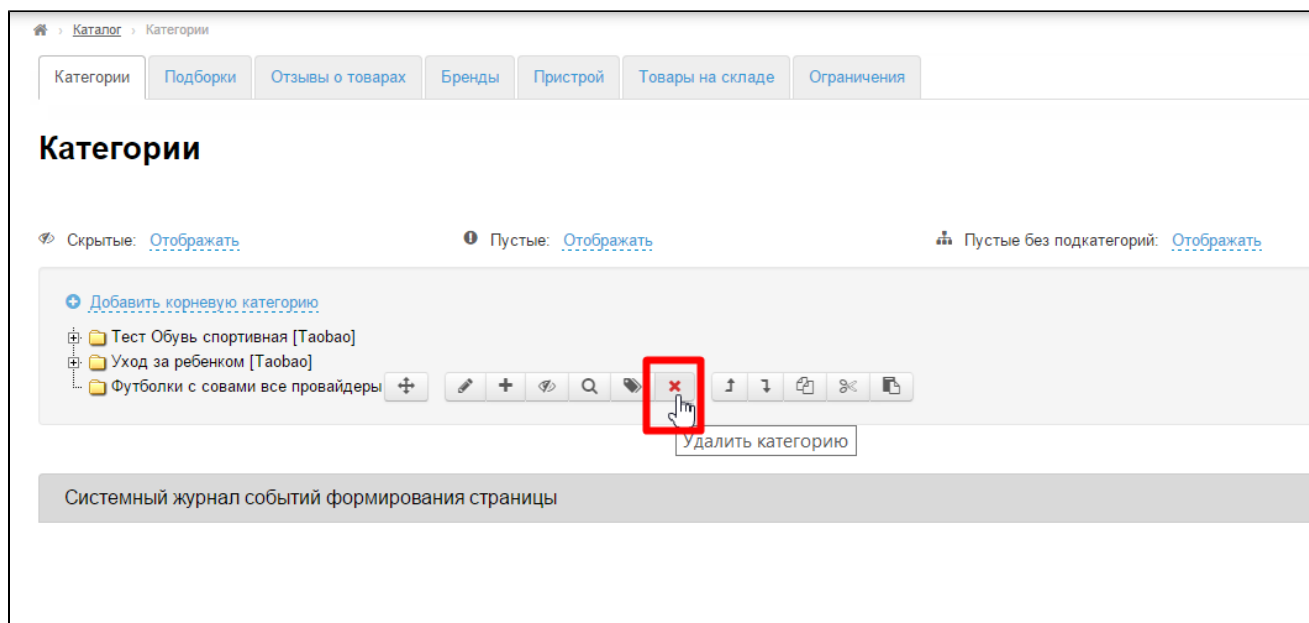 Каталог › Категории
Категории Подборки Отзывы о товарах Бренды Пристрой Товары на складе Ограничения
Категории
Скрытые: Отображать Пустые: Отображать Пустые без подкатегорий: Отображать
Добавить корневую категорию
Тест Обувь спортивная [Taobao]
Уход за ребенком [Taobao]
Футболки с совами все провайдеры
Удалить категорию
Системный журнал событий формирования страницы